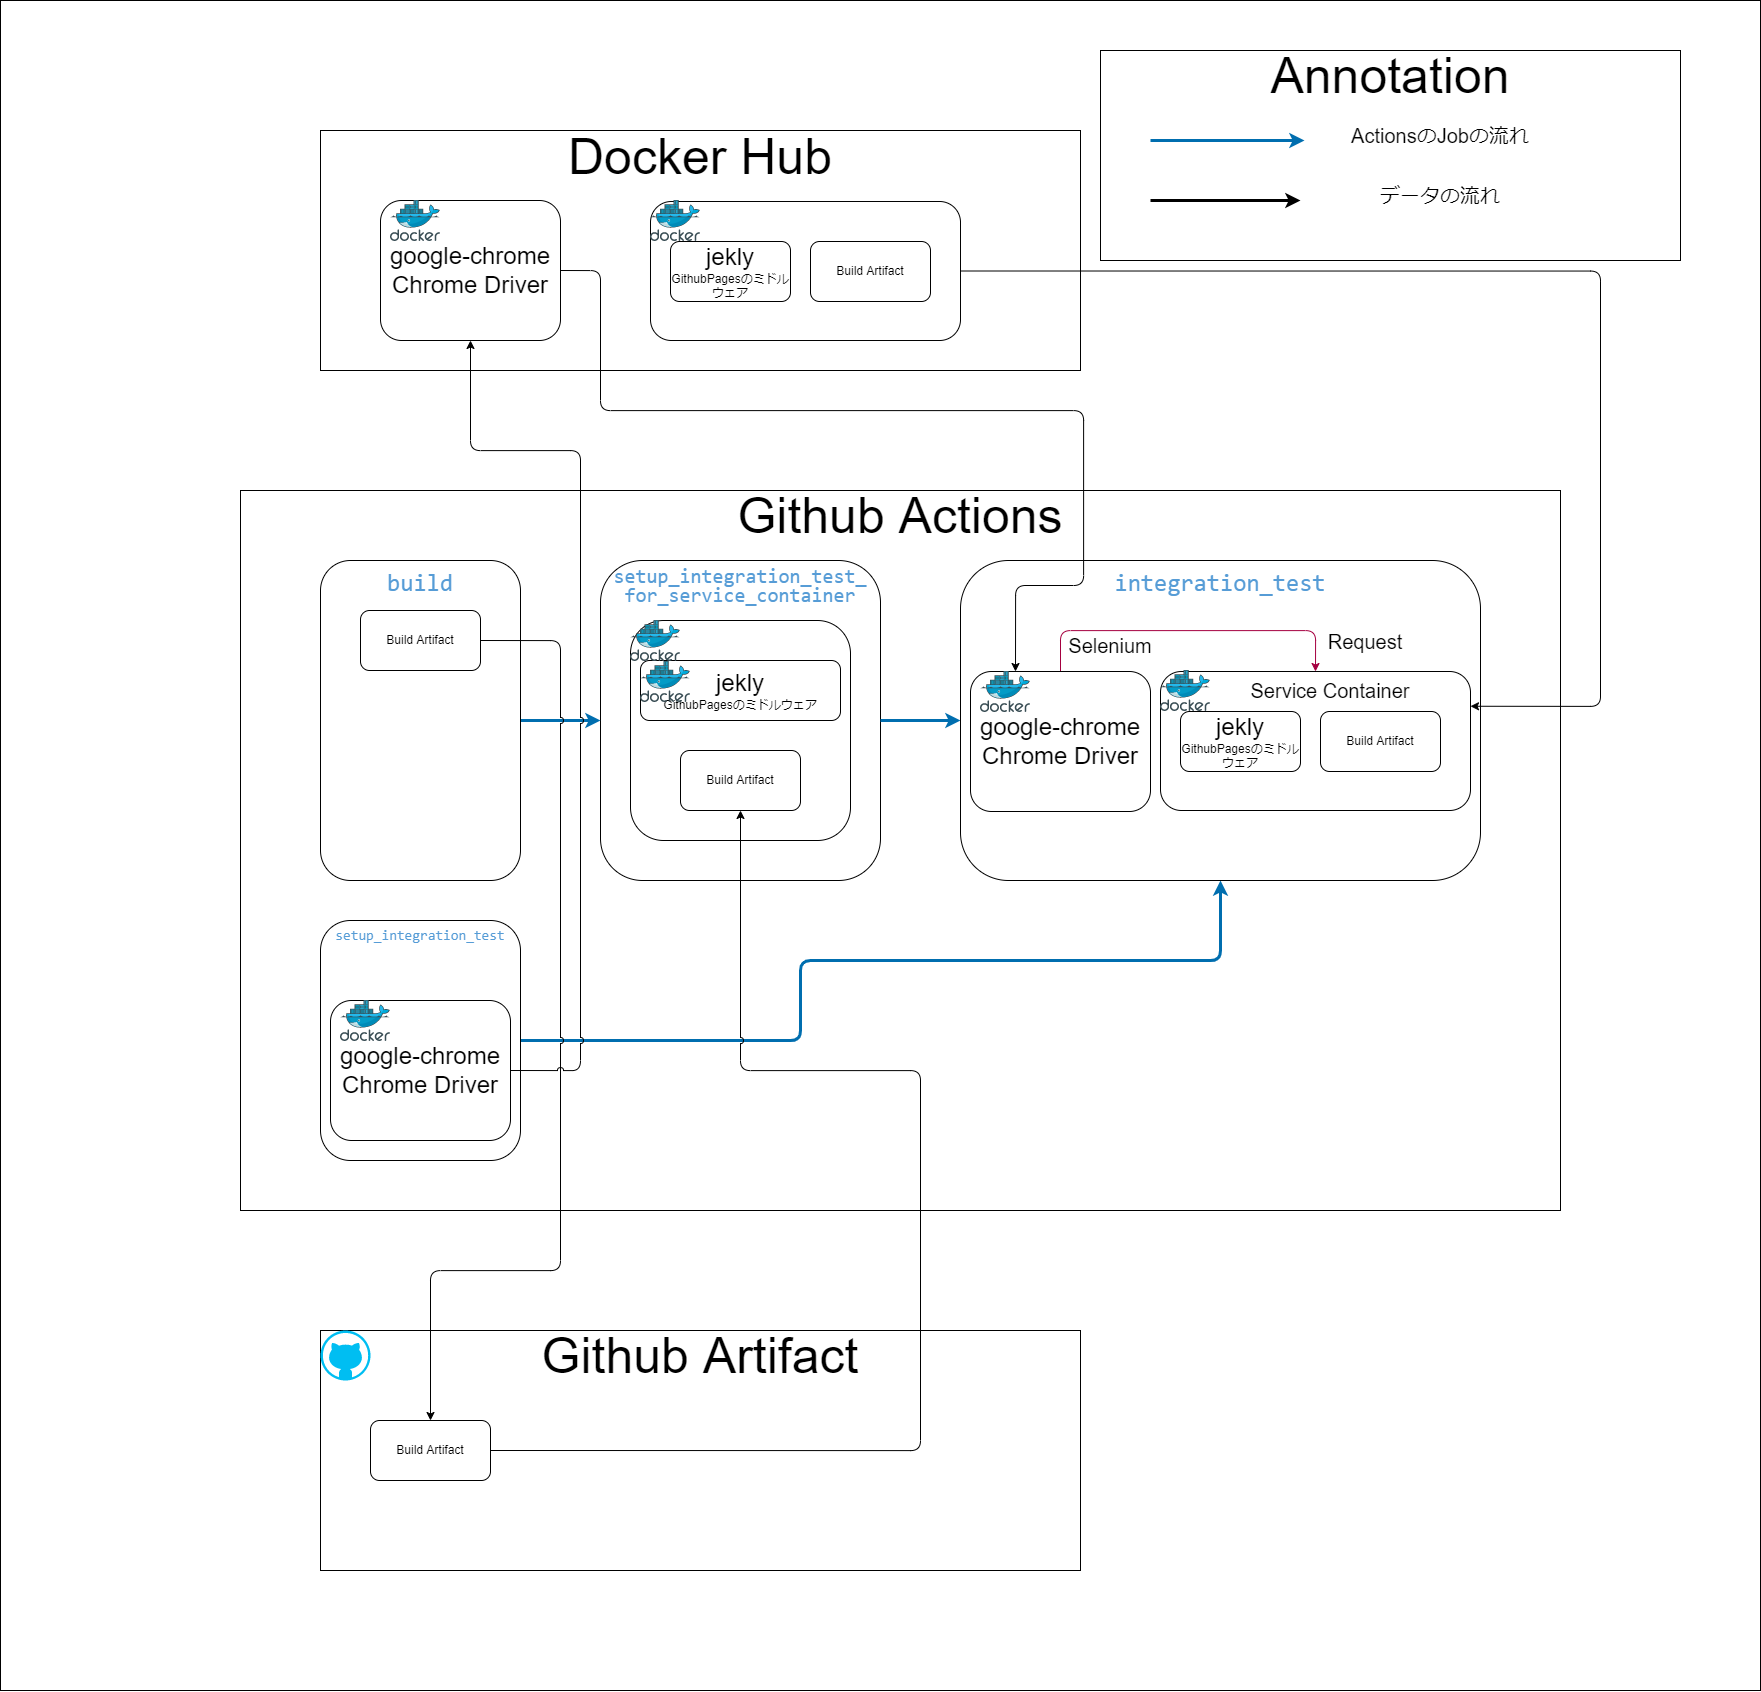 Annotation
ActionsのJobの流れ
データの流れ
Docker Hub
docker
google-chrome
Chrome Driver
docker
jekly
GithubPagesのミドル
ウェア
Build Artifact
Github Actions
build
Build Artifact
setup_integration_test_
for_service_container
docker
docker
jekly
GithubPagesのミドルウェア
Build Artifact
integration_test
Selenium
Request
docker
google-chrome
Chrome Driver
docker
Service Container
jekly
GithubPagesのミドル
ウェア
Build Artifact
setup_integration_test
docker
google-chrome
Chrome Driver
Github Artifact
Build Artifact